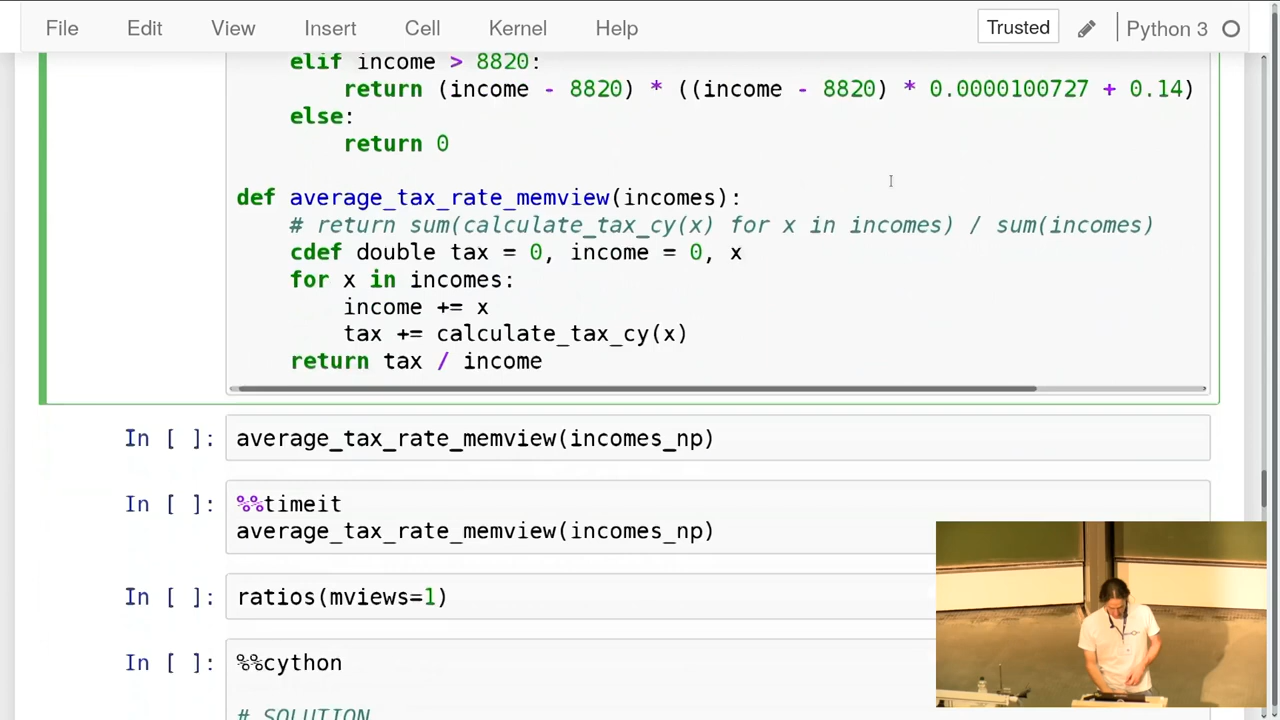 File Edit View Insert Cell Kernel Help Trusted Python 3
elif income > 8820:
return (income - 8820) * ((income - 8820) * 0.0000100727 + 0.14)
else:
return 0
def average_tax_rate_memview(incomes):
# return sum(calculate_tax_cy(x) for x in incomes) / sum(incomes)
cdef double tax = 0, income = 0, x
for x in incomes:
income += x
tax += calculate_tax_cy(x)
return tax / income
In [ ]: average_tax_rate_memview(incomes_np)
In [ ]: %%timeit
average_tax_rate_memview(incomes_np)
In [ ]: ratios(mviews=1)
In [ ]: %%cython
# SOLUTION